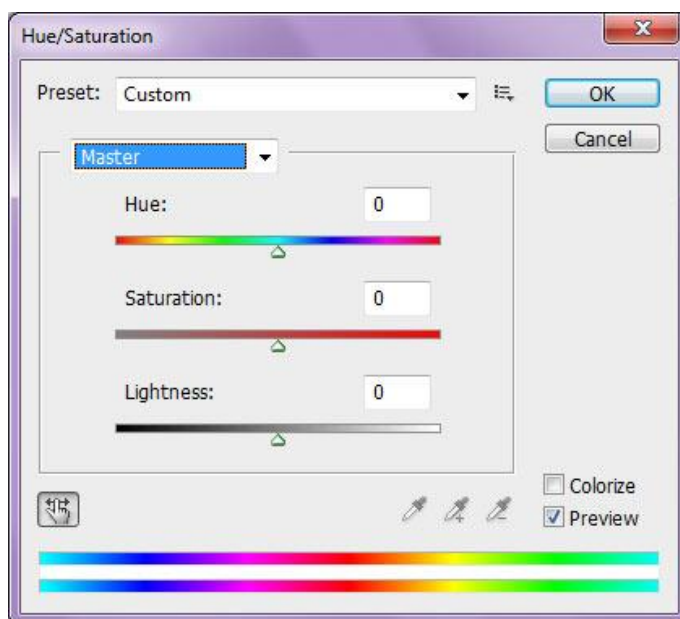 Hue/Saturation
Preset: Custom
OK
Cancel
Master
Hue: 0
Saturation: 0
Lightness: 0
Colorize
Preview